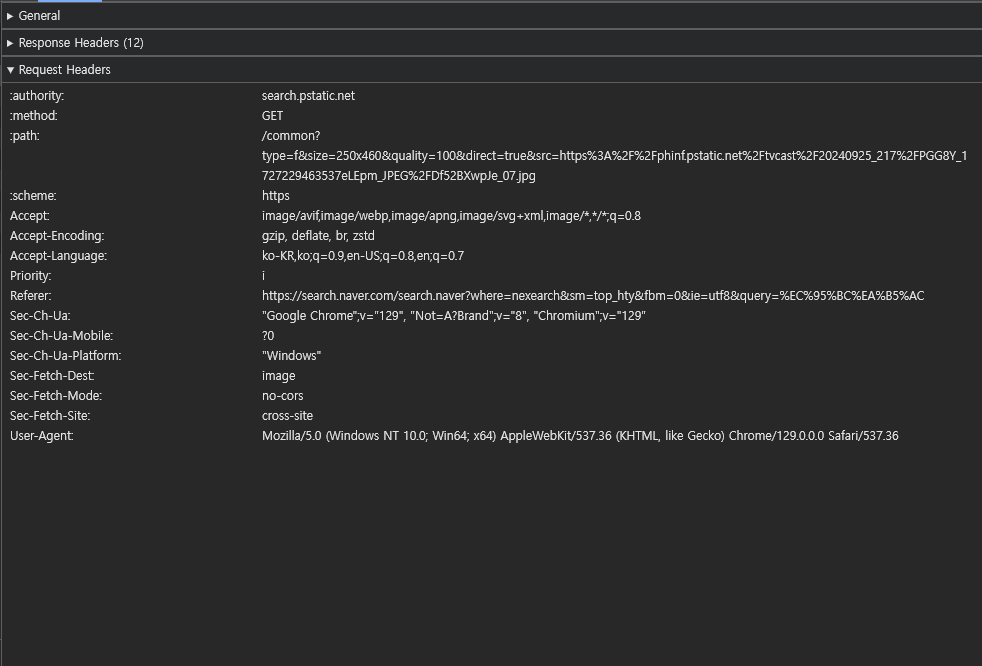 General
Response Headers (12)
Request Headers
:authority: search.pstatic.net
:method: GET
:path: /common?
type=f&size=250x460&quality=100&direct=true&src=https%3A%2F%2Fphinf.pstatic.net%2Ftvcast%2F20240925_217%2FPGG8Y_1
727229463537eLEpm_JPEG%2FDf52BXwpJe_07.jpg
:scheme: https
Accept: image/avif,image/webp,image/apng,image/svg+xml,image/*,*/*;q=0.8
Accept-Encoding: gzip, deflate, br, zstd
Accept-Language: ko-KR,ko;q=0.9,en-US;q=0.8,en;q=0.7
Priority: i
Referer: https://search.naver.com/search.naver?where=nexearch&sm=top_hty&fbm=0&ie=utf8&query=%EC%95%BC%EA%B5%AC
Sec-Ch-Ua: "Google Chrome";v="129", "Not=A?Brand";v="8", "Chromium";v="129"
Sec-Ch-Ua-Mobile: ?0
Sec-Ch-Ua-Platform: "Windows"
Sec-Fetch-Dest: image
Sec-Fetch-Mode: no-cors
Sec-Fetch-Site: cross-site
User-Agent: Mozilla/5.0 (Windows NT 10.0; Win64; x64) AppleWebKit/537.36 (KHTML, like Gecko) Chrome/129.0.0.0 Safari/537.36